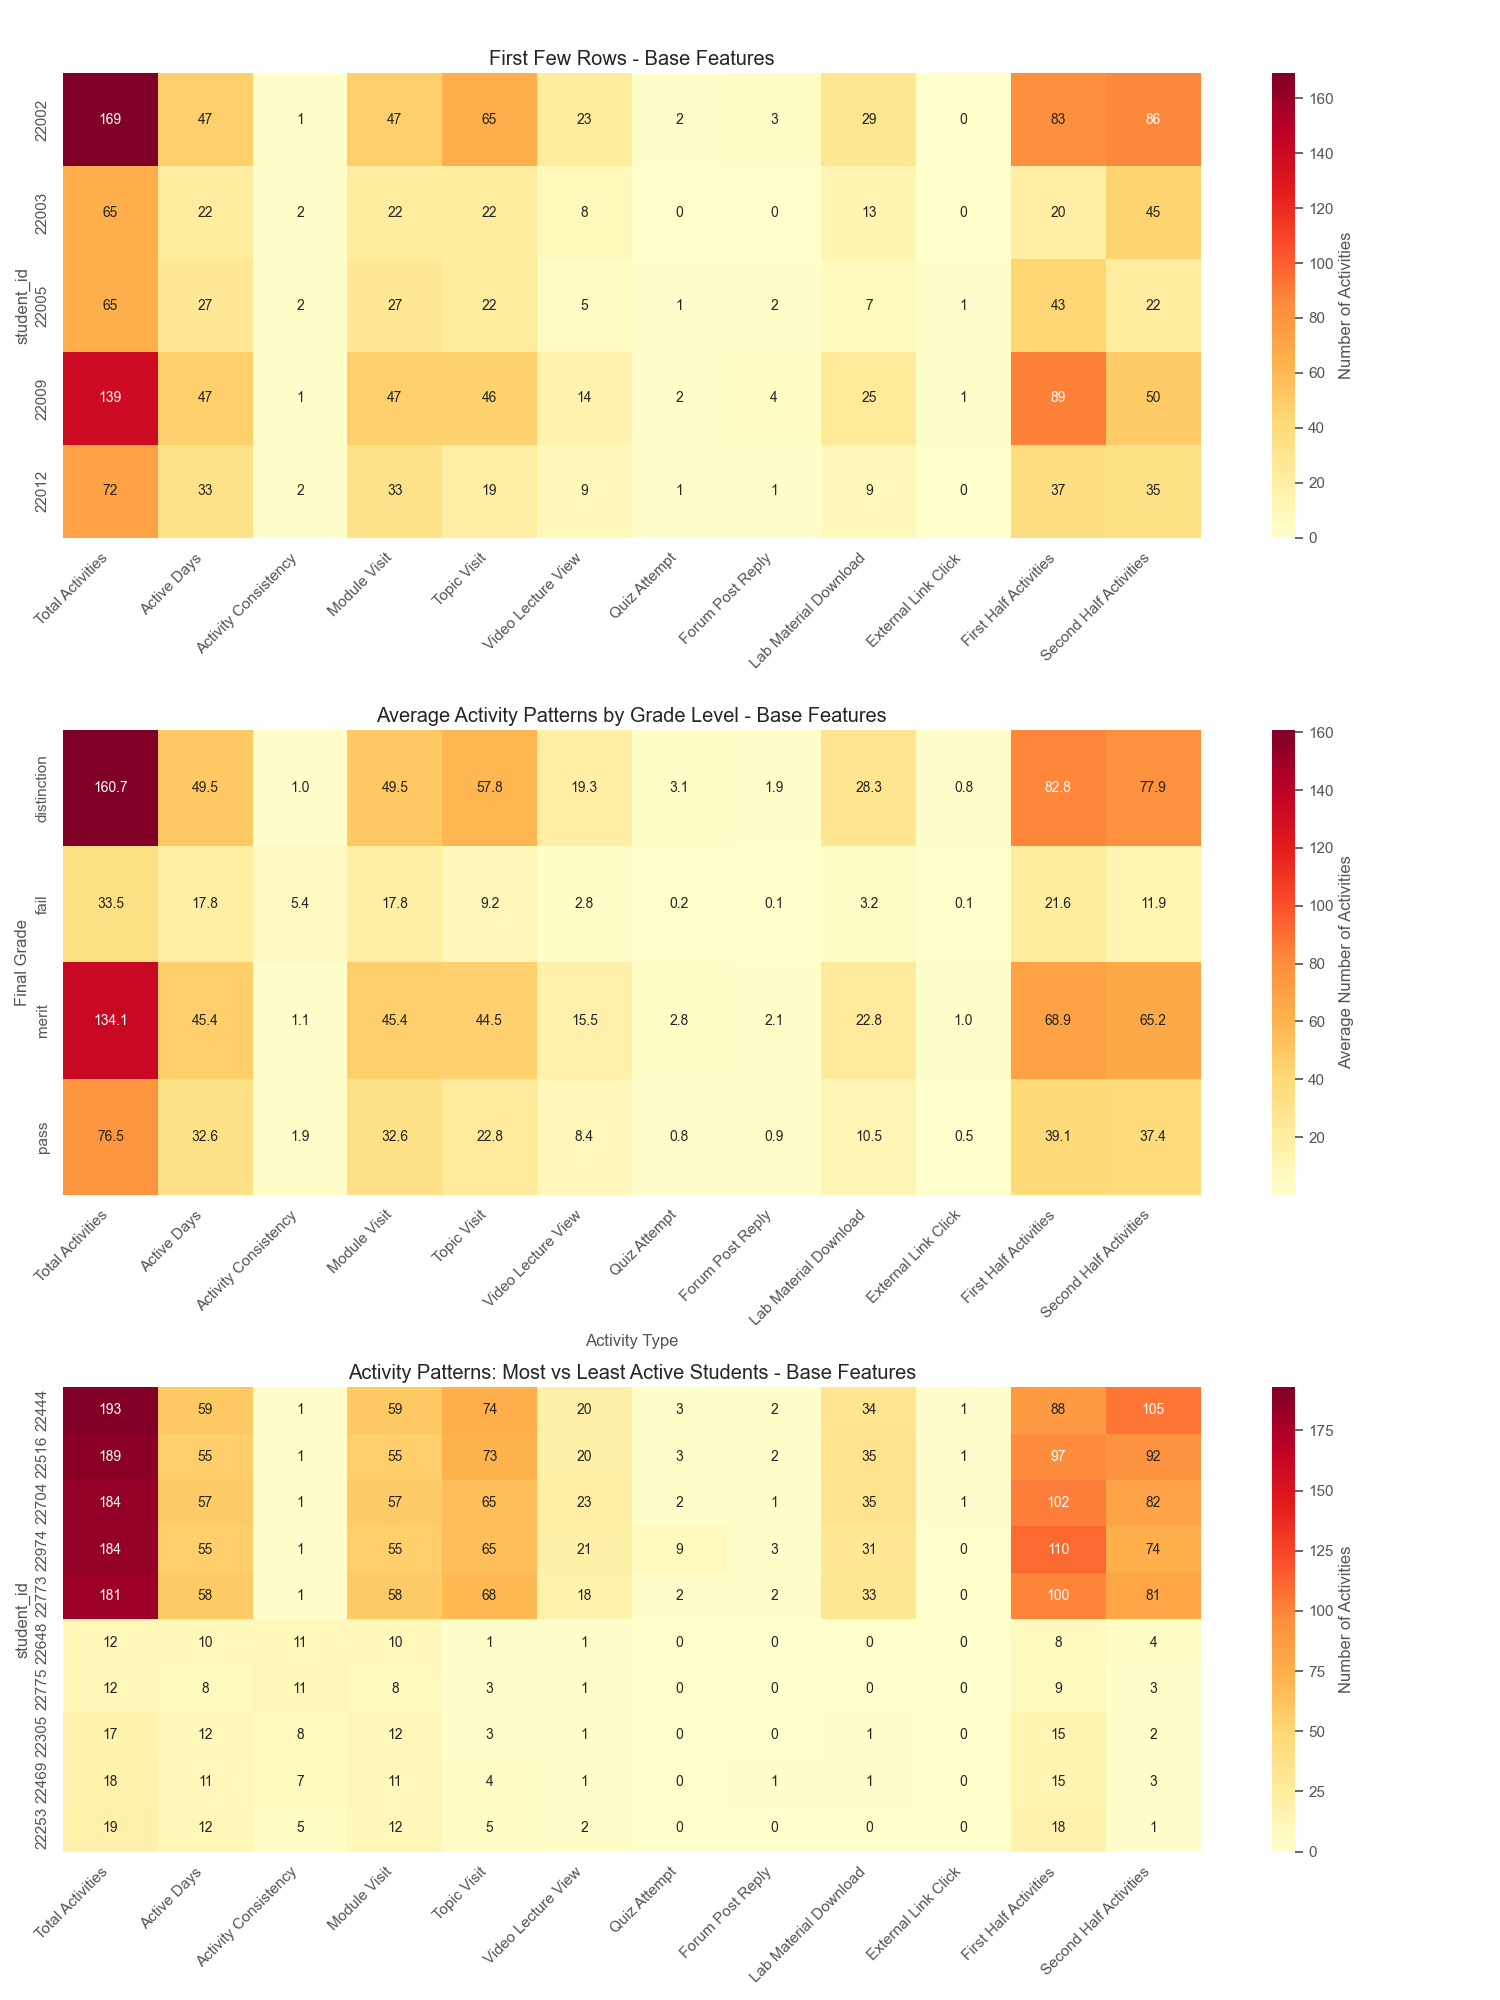 First Few Rows - Base Features
22002 169 47 1 47 65 23 2 3 29 0 83 86
22003 65 22 2 22 22 8 0 0 13 0 20 45
22005 65 27 2 27 22 5 1 2 7 1 43 22
22009 139 47 1 47 46 14 2 4 25 1 89 50
22012 72 33 2 33 19 9 1 1 9 0 37 35
student_id
Total Activities
Active Days
Activity Consistency
Module Visit
Topic Visit
Video Lecture View
Quiz Attempt
Forum Post Reply
Lab Material Download
External Link Click
First Half Activities
Second Half Activities
160
140
120
100
80
60
40
20
0
Number of Activities
Average Activity Patterns by Grade Level - Base Features
distinction 160.7 49.5 1.0 49.5 57.8 19.3 3.1 1.9 28.3 0.8 82.8 77.9
fail 33.5 17.8 5.4 17.8 9.2 2.8 0.2 0.1 3.2 0.1 21.6 11.9
merit 134.1 45.4 1.1 45.4 44.5 15.5 2.8 2.1 22.8 1.0 68.9 65.2
pass 76.5 32.6 1.9 32.6 22.8 8.4 0.8 0.9 10.5 0.5 39.1 37.4
Final Grade
Total Activities
Active Days
Activity Consistency
Module Visit
Topic Visit
Video Lecture View
Quiz Attempt
Forum Post Reply
Lab Material Download
External Link Click
First Half Activities
Second Half Activities
Activity Type
160
140
120
100
80
60
40
20
Average Number of Activities
Activity Patterns: Most vs Least Active Students - Base Features
22444 193 59 1 59 74 20 3 2 34 1 88 105
22516 189 55 1 55 73 20 3 2 35 1 97 92
22704 184 57 1 57 65 23 2 1 35 1 102 82
22974 184 55 1 55 65 21 9 3 31 0 110 74
22773 181 58 1 58 68 18 2 2 33 0 100 81
22648 12 10 11 10 1 1 0 0 0 0 8 4
22775 12 8 11 8 3 1 0 0 0 0 9 3
22305 17 12 8 12 3 1 0 0 1 0 15 2
22469 18 11 7 11 4 1 0 1 1 0 15 3
22253 19 12 5 12 5 2 0 0 0 0 18 1
student_id
Total Activities
Active Days
Activity Consistency
Module Visit
Topic Visit
Video Lecture View
Quiz Attempt
Forum Post Reply
Lab Material Download
External Link Click
First Half Activities
Second Half Activities
175
150
125
100
75
50
25
0
Number of Activities